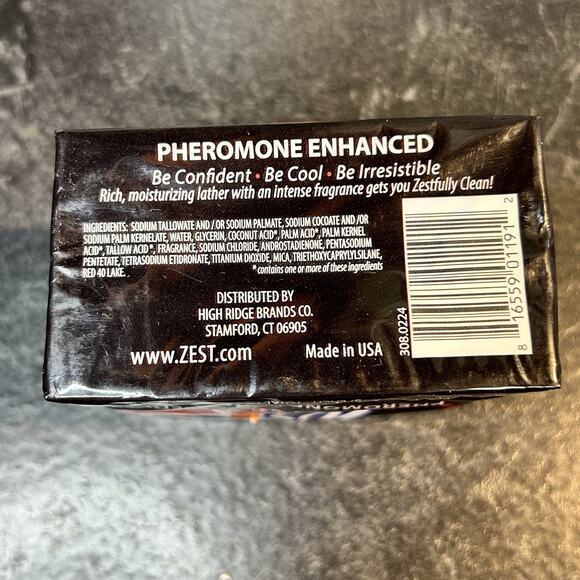 PHEROMONE ENHANCED
Be Confident • Be Cool • Be Irresistible
Rich, moisturizing lather with an intense fragrance gets you Zestfully Clean!
INGREDIENTS: SODIUM TALLOWATE AND / OR SODIUM PALMATE, SODIUM COCOATE AND/OR
SODIUM PALM KERNELATE, WATER, GLYCERIN, COCONUT ACID*, PALM ACID*, PALM KERNEL
ACID*, TALLOW ACID*, FRAGRANCE, SODIUM CHLORIDE, ANDROSTADIENONE, PENTASODIUM
PENTETATE, TETRASODIUM ETIDRONATE, TITANIUM DIOXIDE, MICA, TRIETHOXYCAPRYLYLSILANE,
RED 40 LAKE.
*contains one or more of these ingredients
DISTRIBUTED BY
HIGH RIDGE BRANDS CO.
STAMFORD, CT 06905
www.ZEST.com
Made in USA
308.0224
8 16559 01191 2